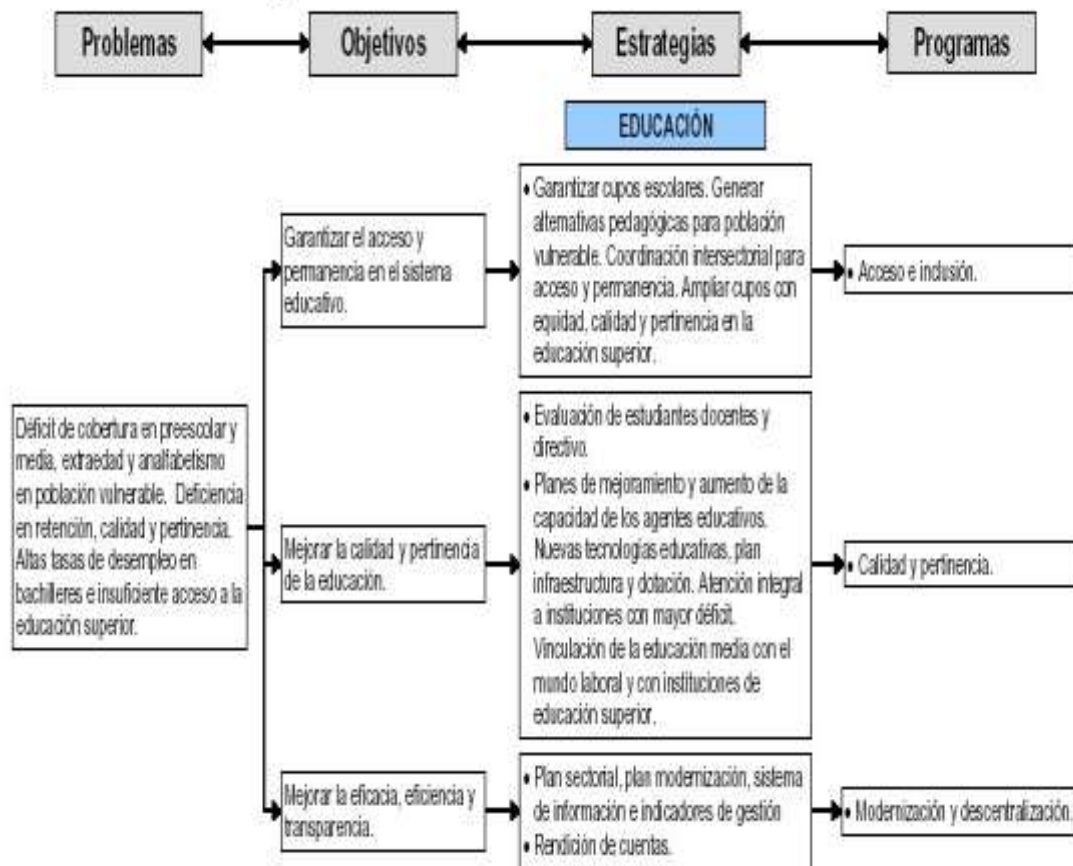 Problemas
Objetivos
Estrategias
Programas
EDUCACIÓN
Déficit de cobertura en preescolar y
media, extraedad y analfabetismo
en población vulnerable. Deficiencia
en retención, calidad y pertinencia.
Altas tasas de desempleo en
bachilleres e insuficiente acceso a la
educación superior.
Garantizar el acceso y
permanencia en el sistema
educativo.
• Garantizar cupos escolares. Generar
alternativas pedagógicas para población
vulnerable. Coordinación intersectorial para
acceso y permanencia. Ampliar cupos con
equidad, calidad y pertinencia en la
educación superior.
• Acceso e inclusión.
Mejorar la calidad y pertinencia
de la educación.
• Evaluación de estudiantes docentes y
directivo.
• Planes de mejoramiento y aumento de la
capacidad de los agentes educativos.
Nuevas tecnologías educativas, plan
infraestructura y dotación. Atención integral
a instituciones con mayor déficit.
Vinculación de la educación media con el
mundo laboral y con instituciones de
educación superior.
• Calidad y pertinencia.
Mejorar la eficacia, eficiencia y
transparencia.
• Plan sectorial, plan modernización, sistema
de información e indicadores de gestión
• Rendición de cuentas.
• Modernización y descentralización.